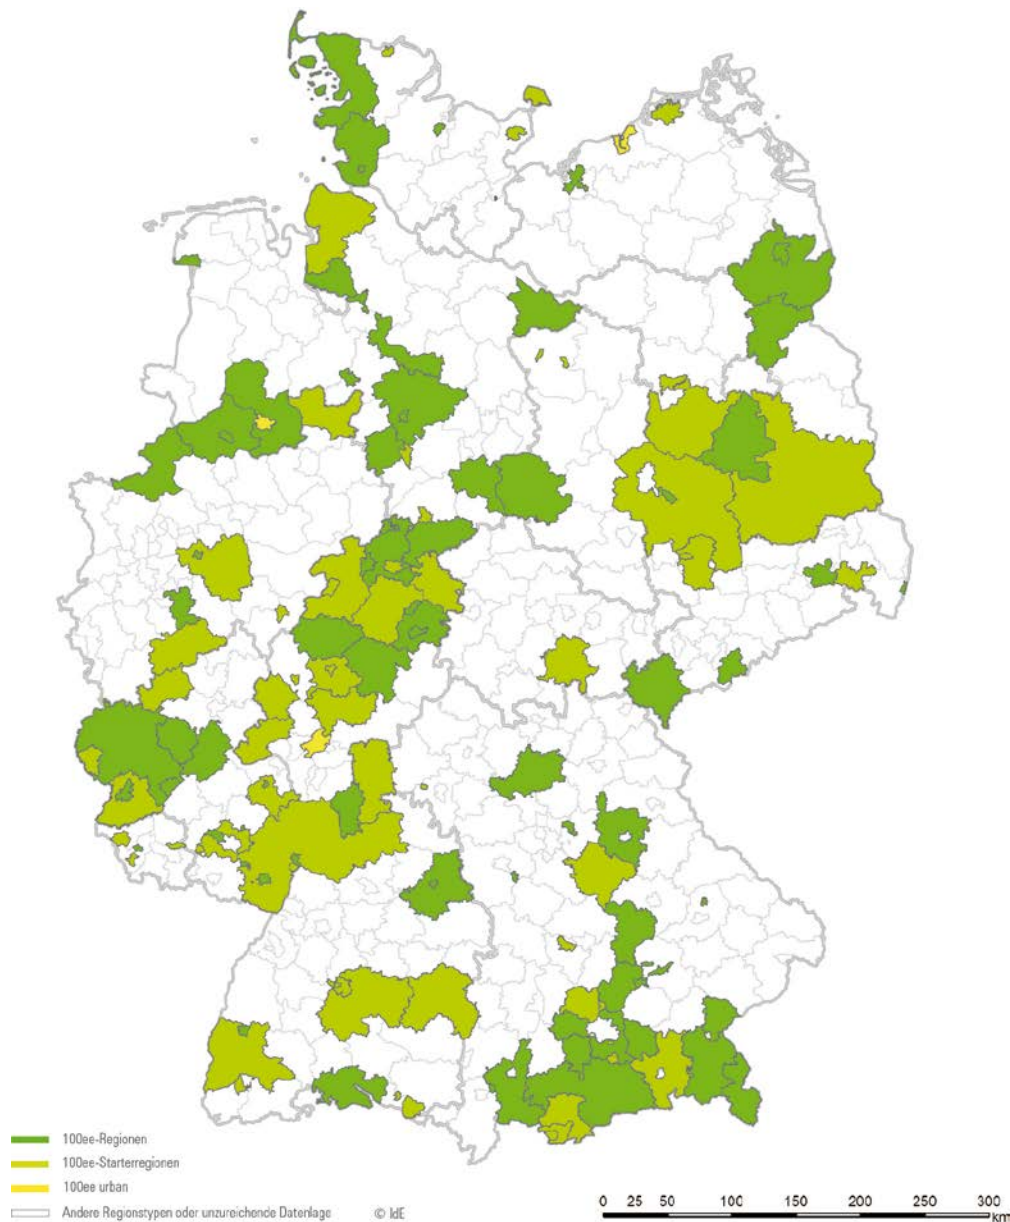 100ee-Regionen
100ee-Starterregionen
100ee urban
Andere Regionstypen oder unzureichende Datenlage © IdE
0 25 50 100 150 200 250 300
km